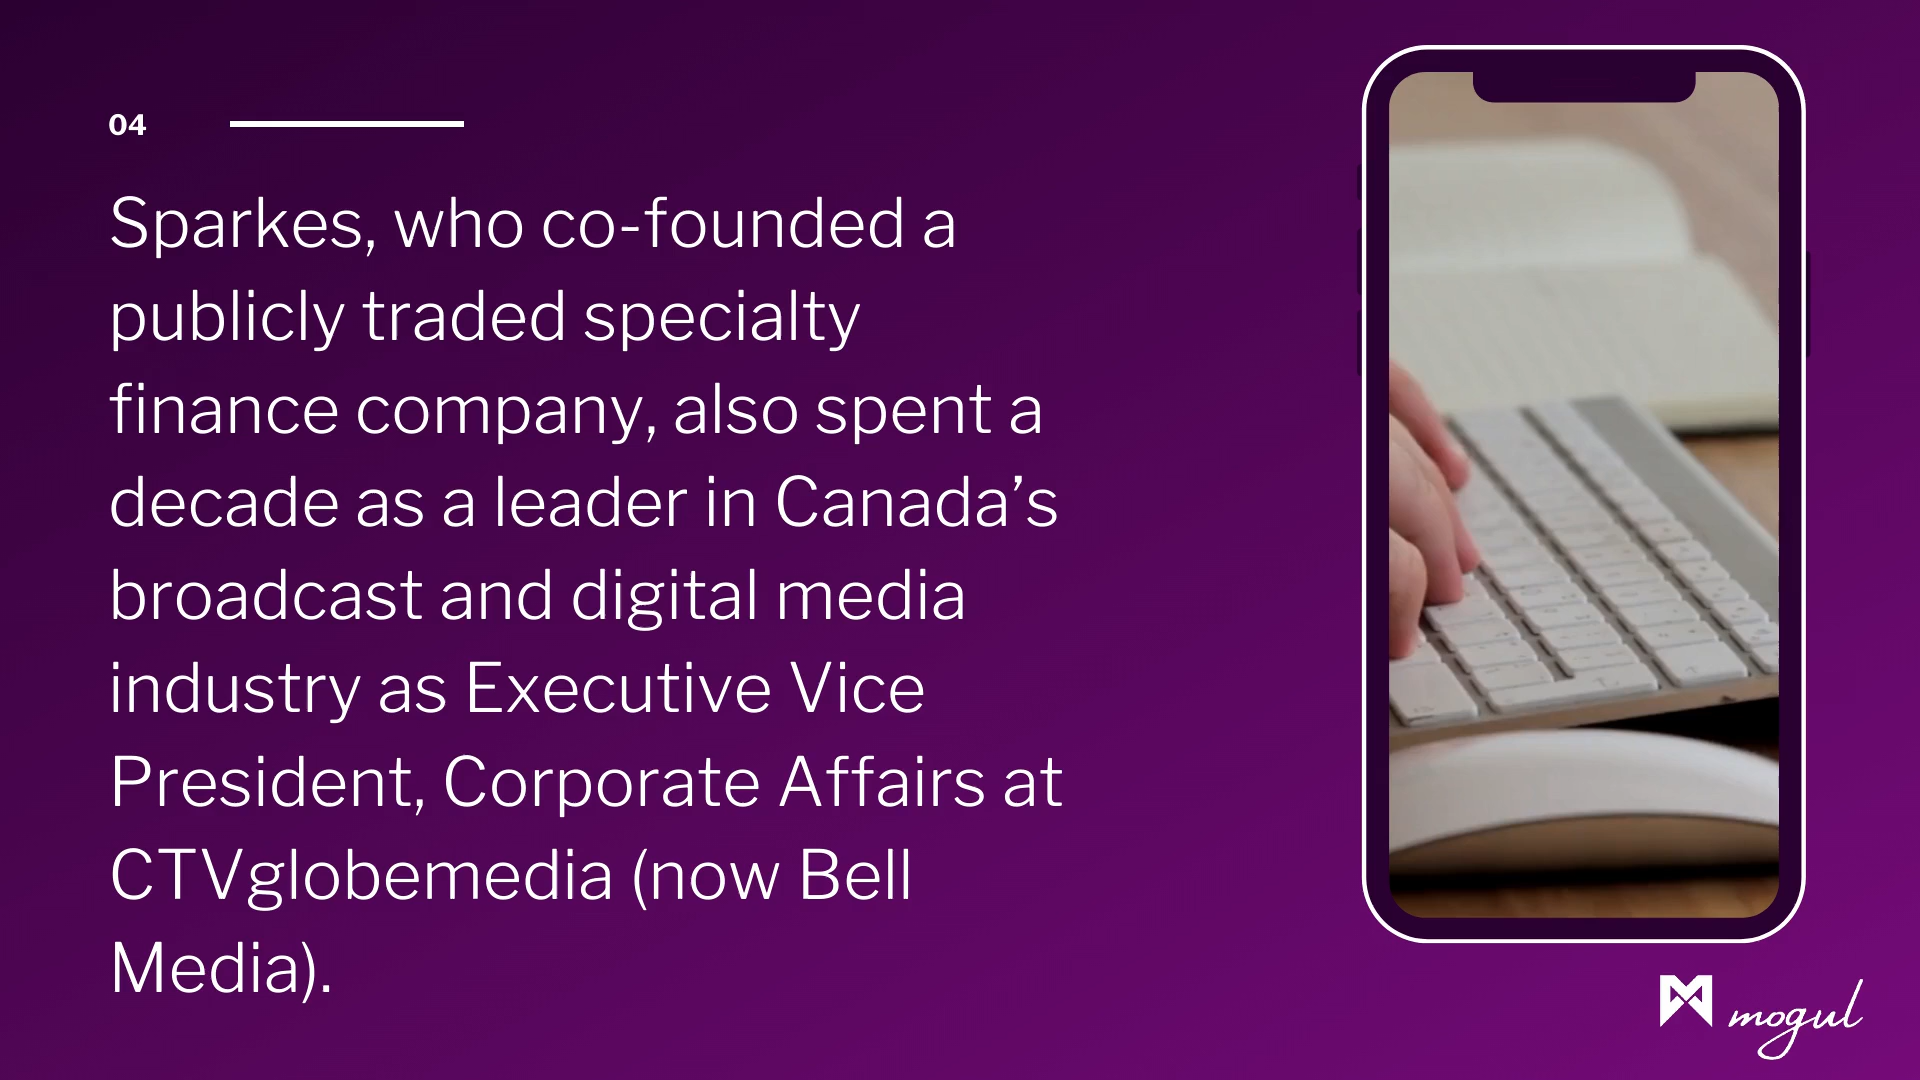 04
Sparkes, who co-founded a
publicly traded specialty
finance company, also spent a
decade as a leader in Canada’s
broadcast and digital media
industry as Executive Vice
President, Corporate Affairs at
CTVglobemedia (now Bell
Media).
mogul